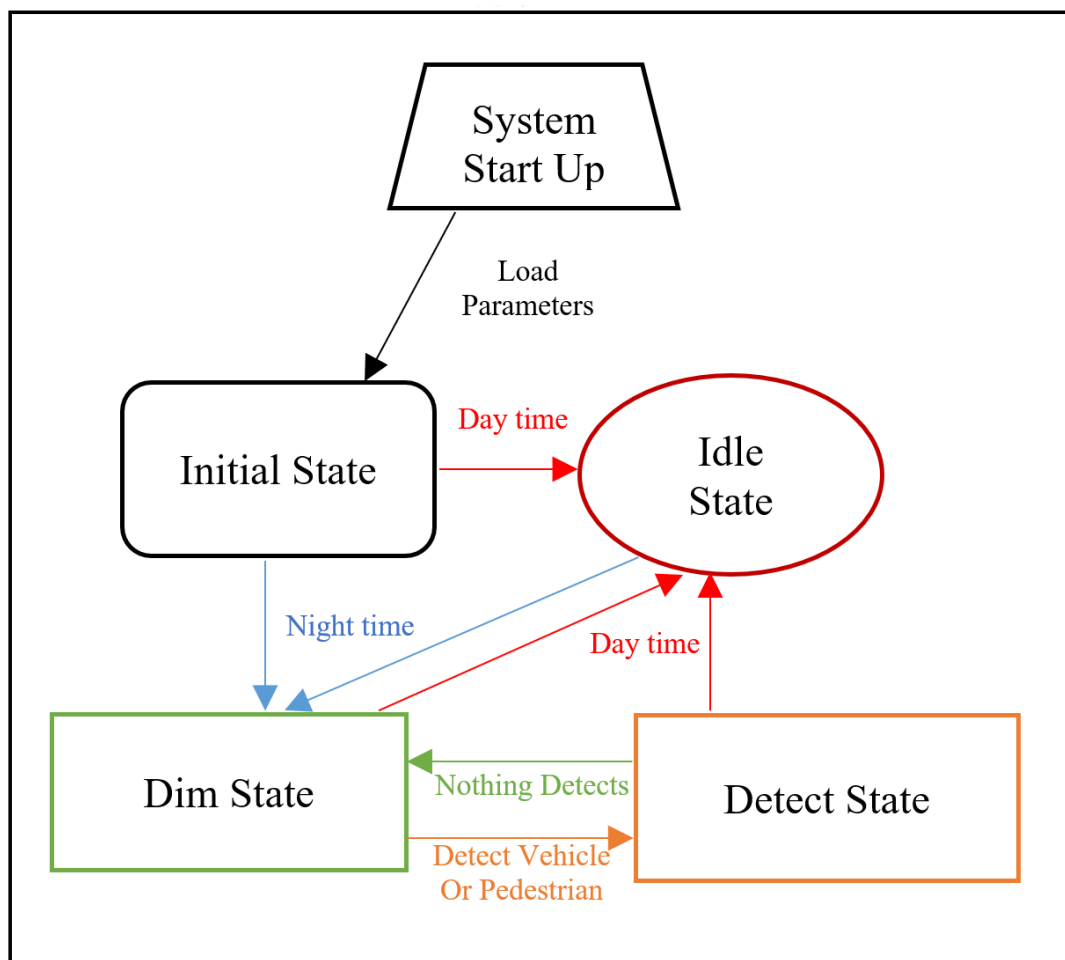 System
Start Up
Load
Parameters
Initial State
Day time
Idle
State
Night time
Day time
Dim State
Nothing Detects
Detect State
Detect Vehicle
Or Pedestrian